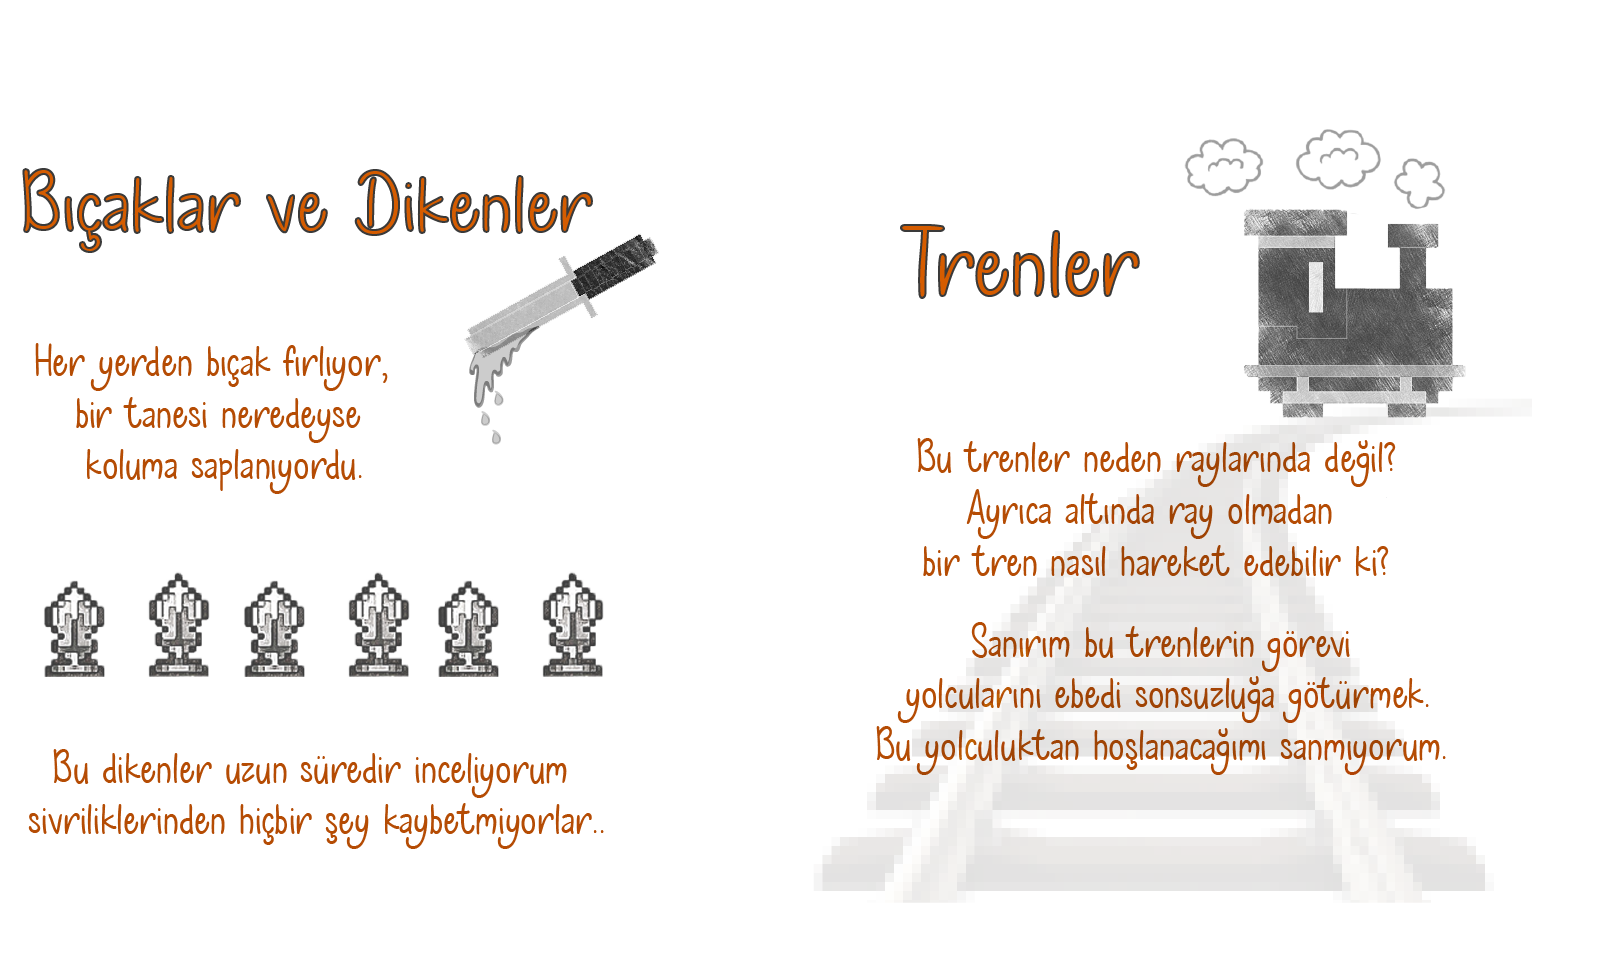 Bıçaklar ve Dikenler
Her yerden bıçak fırlıyor,
bir tanesi neredeyse
koluma saplanıyordu.
Bu dikenler uzun süredir inceliyorum
sivriliklerinden hiçbir şey kaybetmiyorlar..
Trenler
Bu trenler neden raylarında değil?
Ayrıca altında ray olmadan
bir tren nasıl hareket edebilir ki?
Sanırım bu trenlerin görevi
yolcularını ebedi sonsuzluğa götürmek.
Bu yolculuktan hoşlanacağımı sanmıyorum.